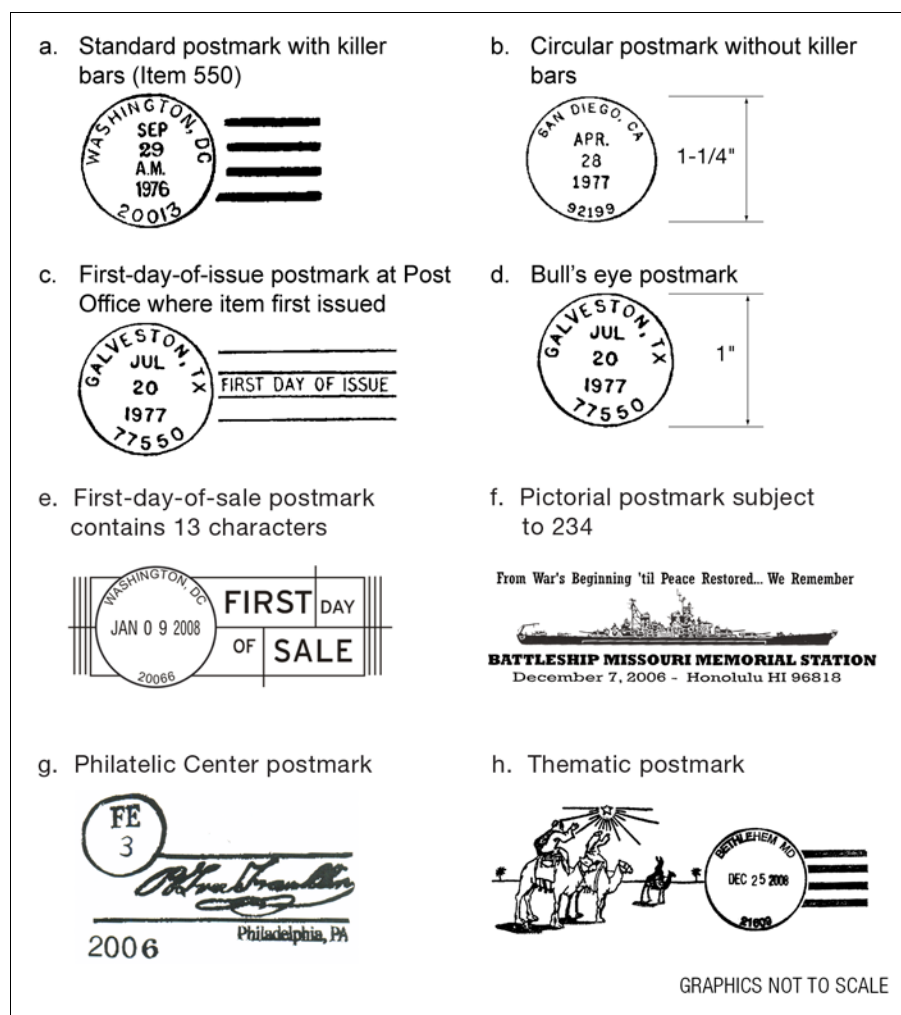 a. Standard postmark with killer bars (Item 550)
WASHINGTON, DC
SEP
29
A.M.
1976
20013
b. Circular postmark without killer bars
SAN DIEGO, CA
APR.
28
1977
92199
1-1/4"
c. First-day-of-issue postmark at Post Office where item first issued
GALVESTON, TX
JUL
20
1977
77550
FIRST DAY OF ISSUE
d. Bull's eye postmark
GALVESTON, TX
JUL
20
1977
77550
1"
e. First-day-of-sale postmark contains 13 characters
WASHINGTON, DC
JAN 0 9 2008
20066
FIRST DAY
OF SALE
f. Pictorial postmark subject to 234
From War's Beginning 'til Peace Restored... We Remember
BATTLESHIP MISSOURI MEMORIAL STATION
December 7, 2006 - Honolulu HI 96818
g. Philatelic Center postmark
FE
3
B. Free Franklin
Philadelphia, PA
2006
h. Thematic postmark
BETHLEHEM MD
DEC 25 2008
21609
GRAPHICS NOT TO SCALE